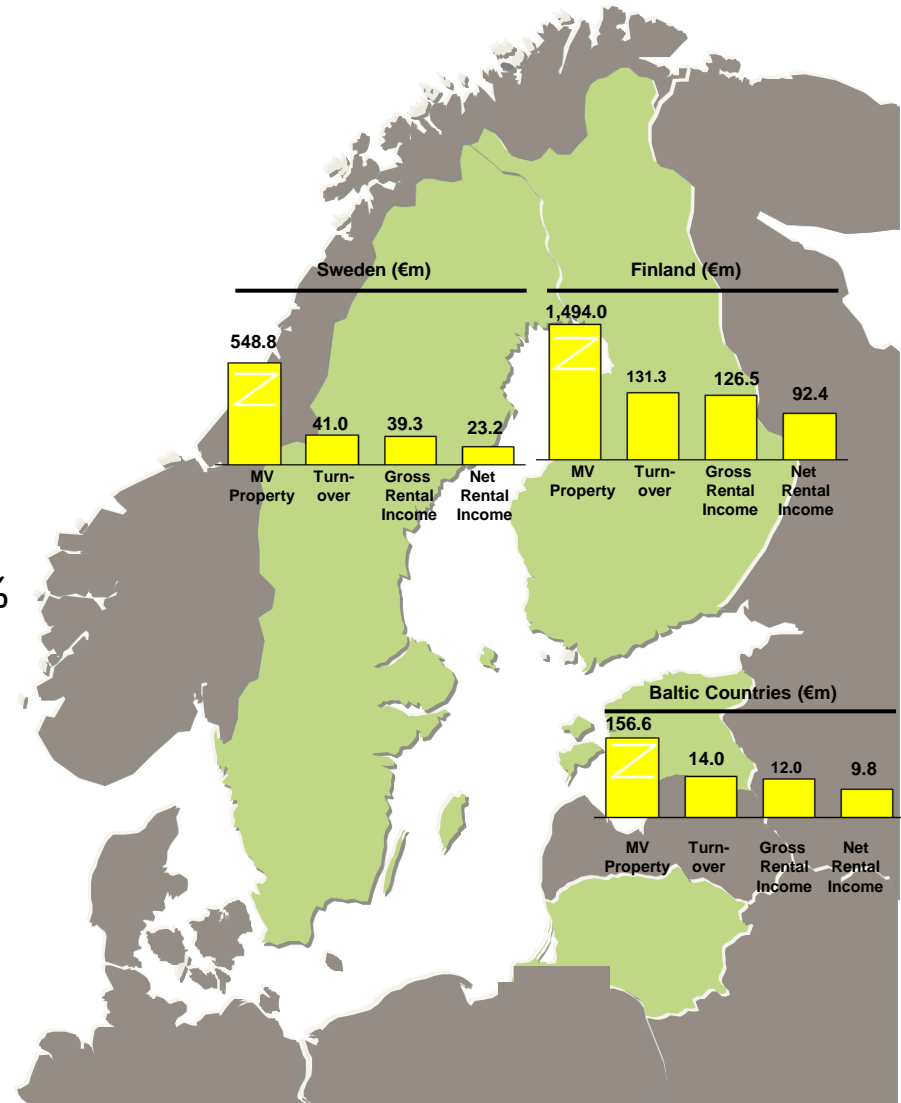 Sweden (€m)
548.8
41.0
39.3
23.2
MV
Property
Turn-
over
Gross
Rental
Income
Net
Rental
Income
Finland (€m)
1,494.0
131.3
126.5
92.4
MV
Property
Turn-
over
Gross
Rental
Income
Net
Rental
Income
%
Baltic Countries (€m)
156.6
14.0
12.0
9.8
MV
Property
Turn-
over
Gross
Rental
Income
Net
Rental
Income